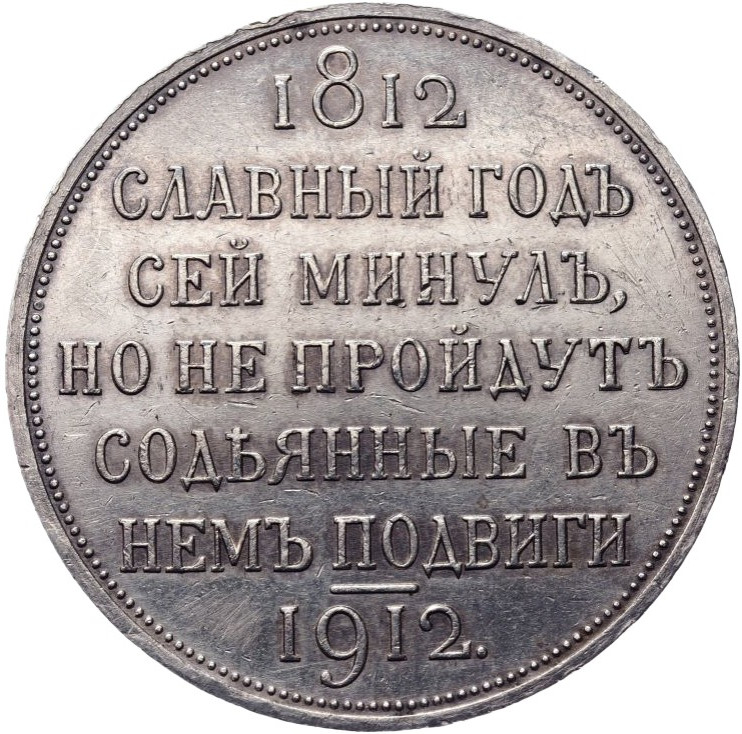 1812
СЛАВНЫЙ ГОДЪ
СЕЙ МИНУЛЪ,
НО НЕ ПРОЙДУТЪ
СОДѢЯННЫЕ ВЪ
НЕМЪ ПОДВИГИ
1912.